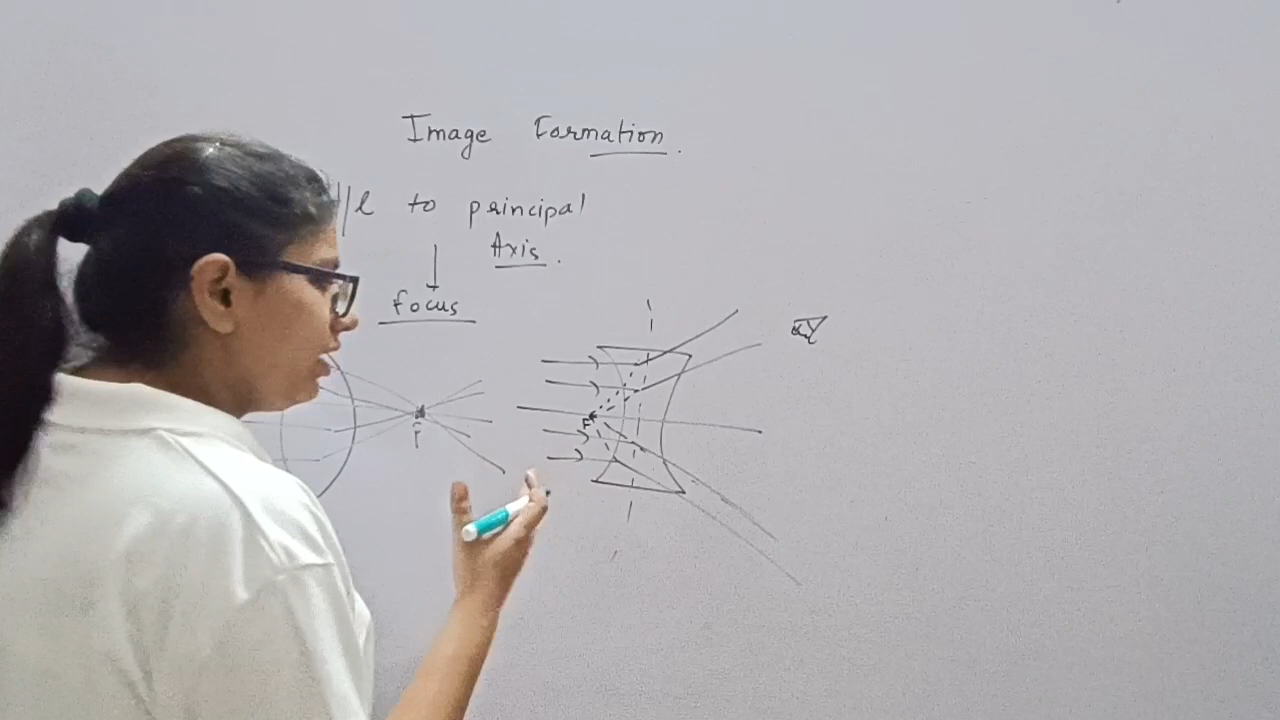 Image Formation.
//l to principal
Axis.
Focus
F
F